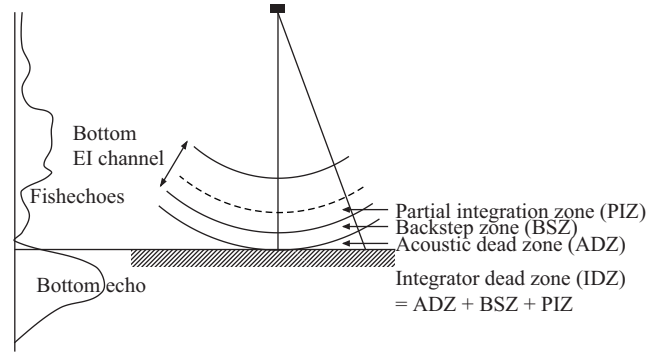 Bottom
EI channel
Fishechoes
Partial integration zone (PIZ)
Backstep zone (BSZ)
Acoustic dead zone (ADZ)
Bottom echo
Integrator dead zone (IDZ)
= ADZ + BSZ + PIZ